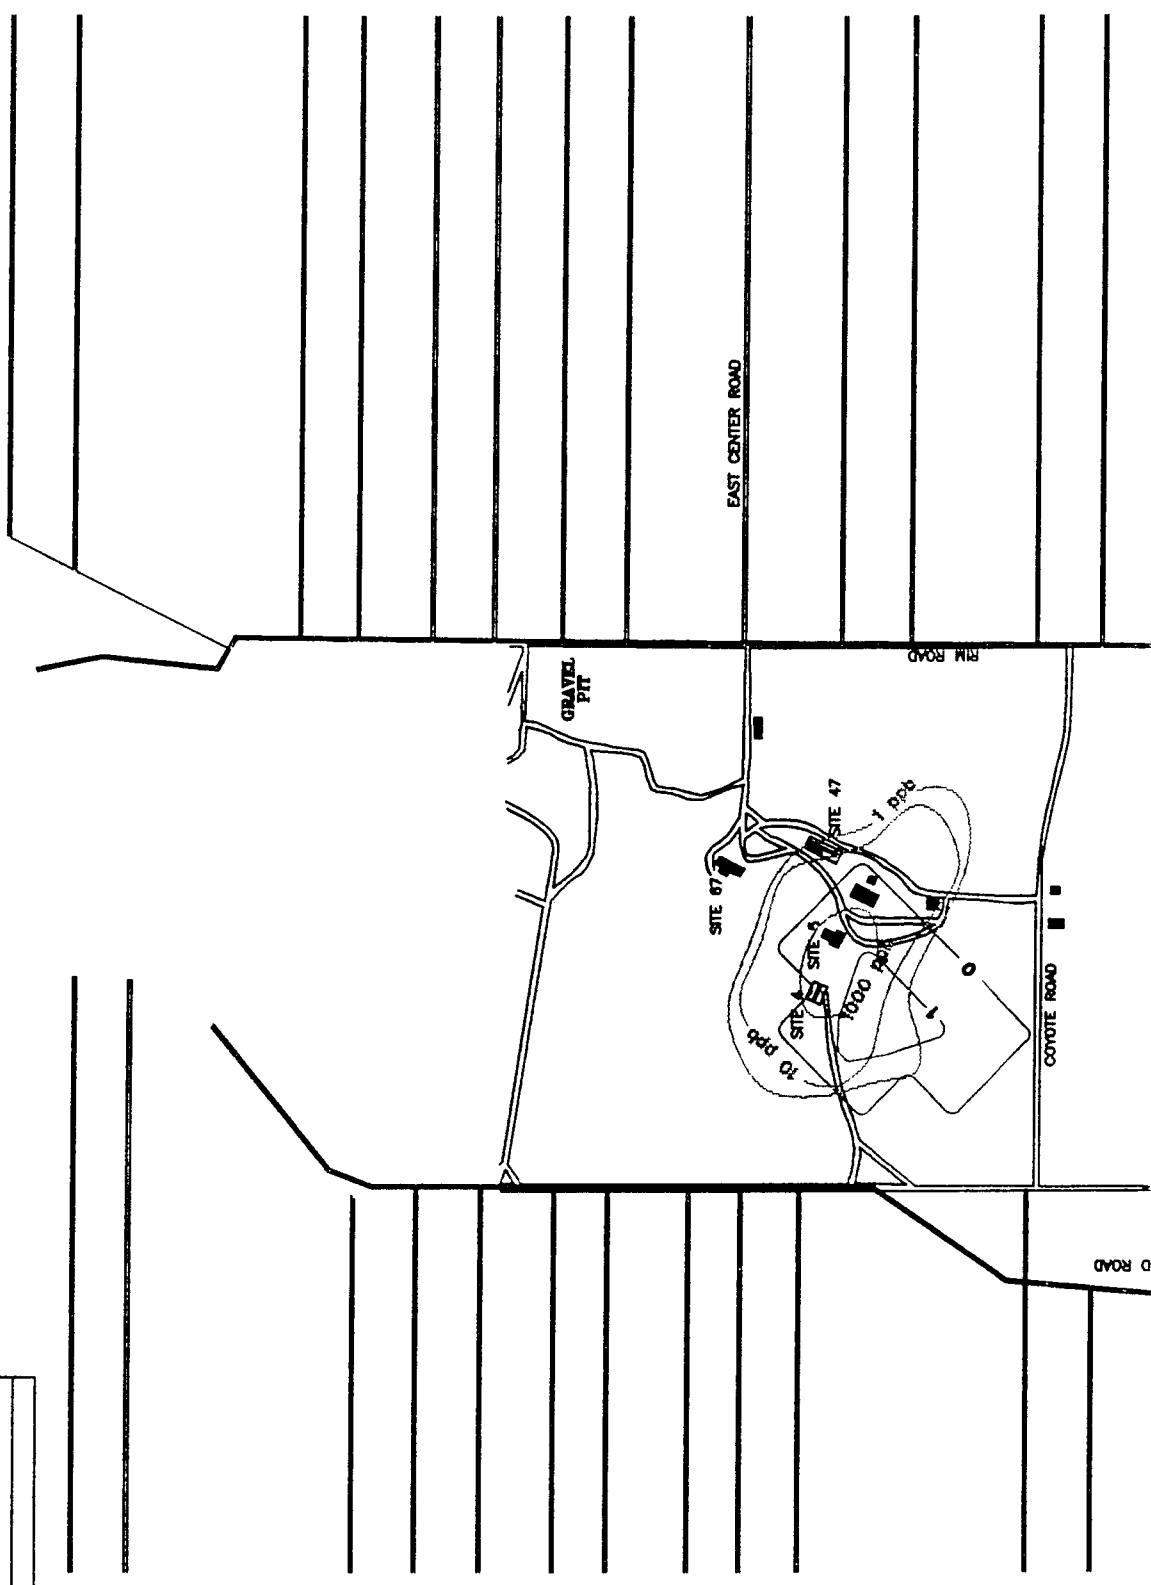 EAST CENTER ROAD
RIM ROAD
GRAVEL
PIT
SITE 47
1 ppb
SITE 67
SITE 5
0
1000 ppb
SITE 4
1
10 ppb
COYOTE ROAD
D ROAD